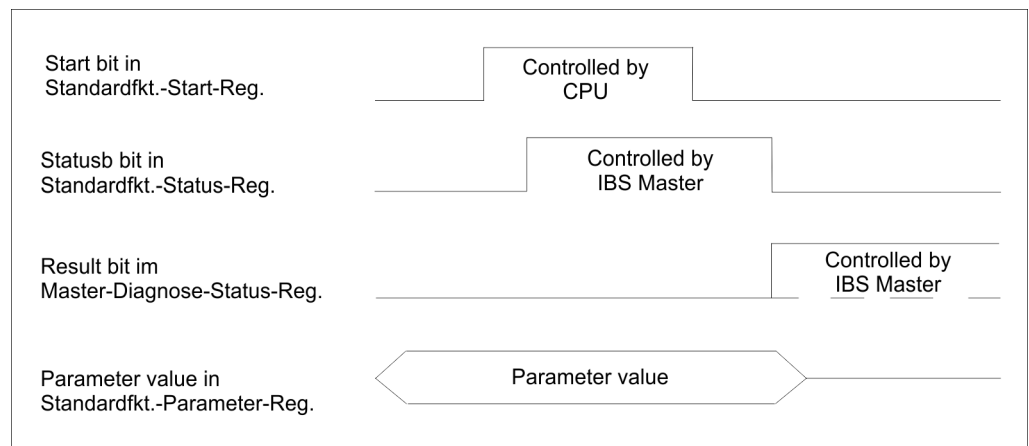 Start bit in
Standardfkt.-Start-Reg.
Controlled by
CPU
Statusb bit in
Standardfkt.-Status-Reg.
Controlled by
IBS Master
Result bit im
Master-Diagnose-Status-Reg.
Controlled by
IBS Master
Parameter value in
Standardfkt.-Parameter-Reg.
Parameter value